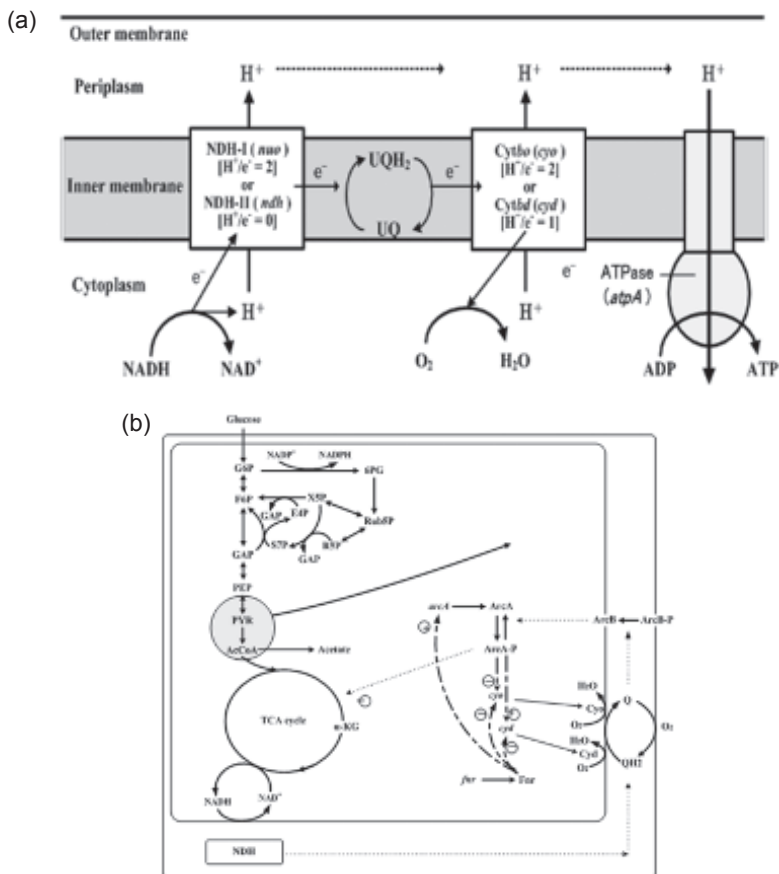 (a)
Outer membrane
Periplasm
H⁺
H⁺
H⁺
Inner membrane
NDH-I (nuo)
[H⁺/e⁻ = 2]
or
NDH-II (ndh)
[H⁺/e⁻ = 0]
e⁻
UQH₂
UQ
e⁻
Cytbo (cyo)
[H⁺/e⁻ = 2]
or
Cytbd (cyd)
[H⁺/e⁻ = 1]
Cytoplasm
e⁻
H⁺
H⁺
e⁻
ATPase
(atpA)
NADH
NAD⁺
O₂
H₂O
ADP
ATP
(b)
Glucose
G6P
NADP⁺
NADPH
6PG
F6P
X5P
GAP
E4P
Rub5P
S7P
R5P
GAP
GAP
PEP
PYR
AcCoA
Acetate
arcA
ArcA
ArcB
ArcB-P
ArcA-P
cyo
cyd
H₂O
Cyo
O₂
Q
O₂
H₂O
Cyd
O₂
QH2
TCA cycle
α-KG
fnr
Fnr
NADH
NAD⁺
NDH